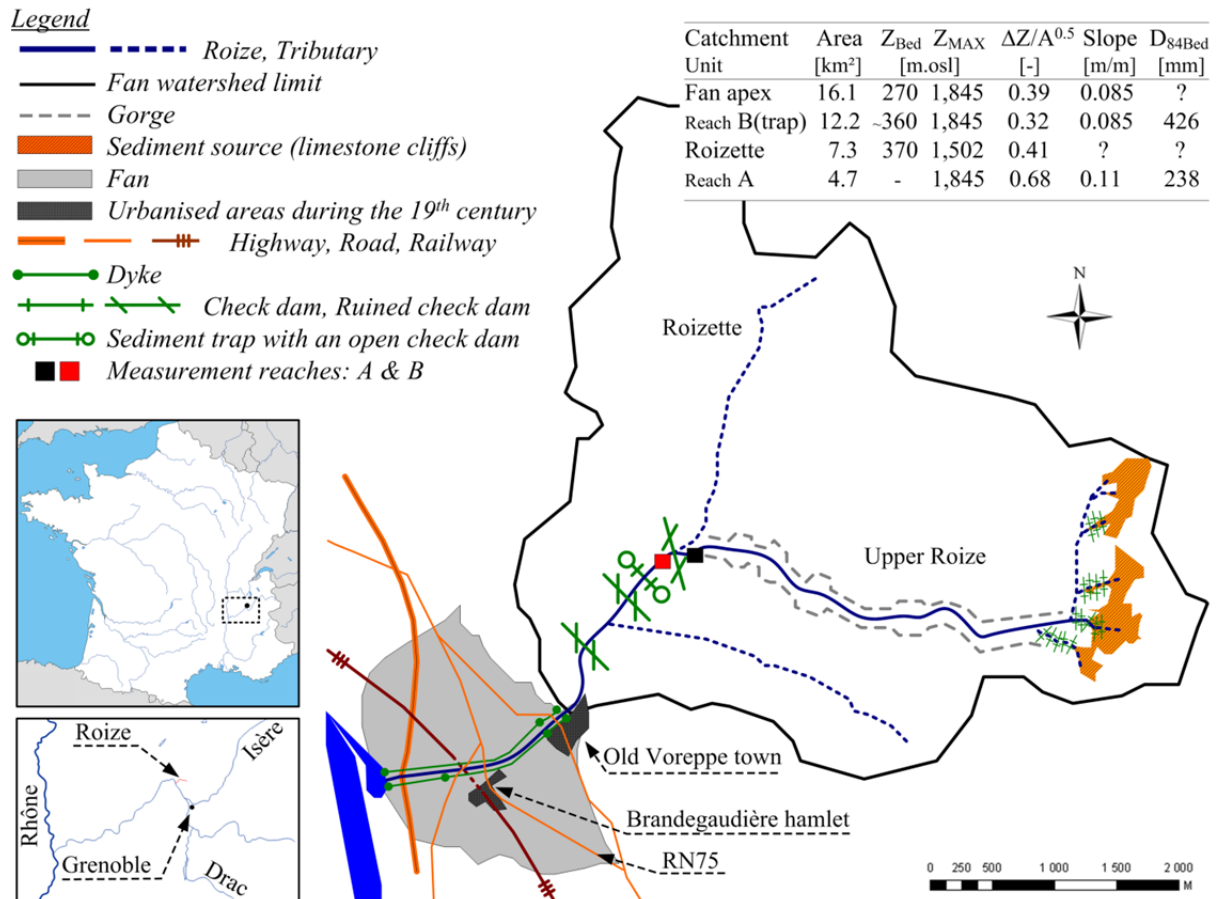 Legend
Roize, Tributary
Fan watershed limit
Gorge
Sediment source (limestone cliffs)
Fan
Urbanised areas during the 19th century
Highway, Road, Railway
Dyke
Check dam, Ruined check dam
Sediment trap with an open check dam
Measurement reaches: A & B
Catchment Area Z_Bed Z_MAX ΔZ/A^0.5 Slope D_84Bed
Unit [km²] [m.osl] [-] [m/m] [mm]
Fan apex 16.1 270 1,845 0.39 0.085 ?
Reach B(trap) 12.2 ~360 1,845 0.32 0.085 426
Roizette 7.3 370 1,502 0.41 ? ?
Reach A 4.7 - 1,845 0.68 0.11 238
N
Roizette
Upper Roize
Old Voreppe town
Brandegaudière hamlet
RN75
Roize
Isère
Rhône
Grenoble
Drac
0 250 500 1 000 1 500 2 000
M